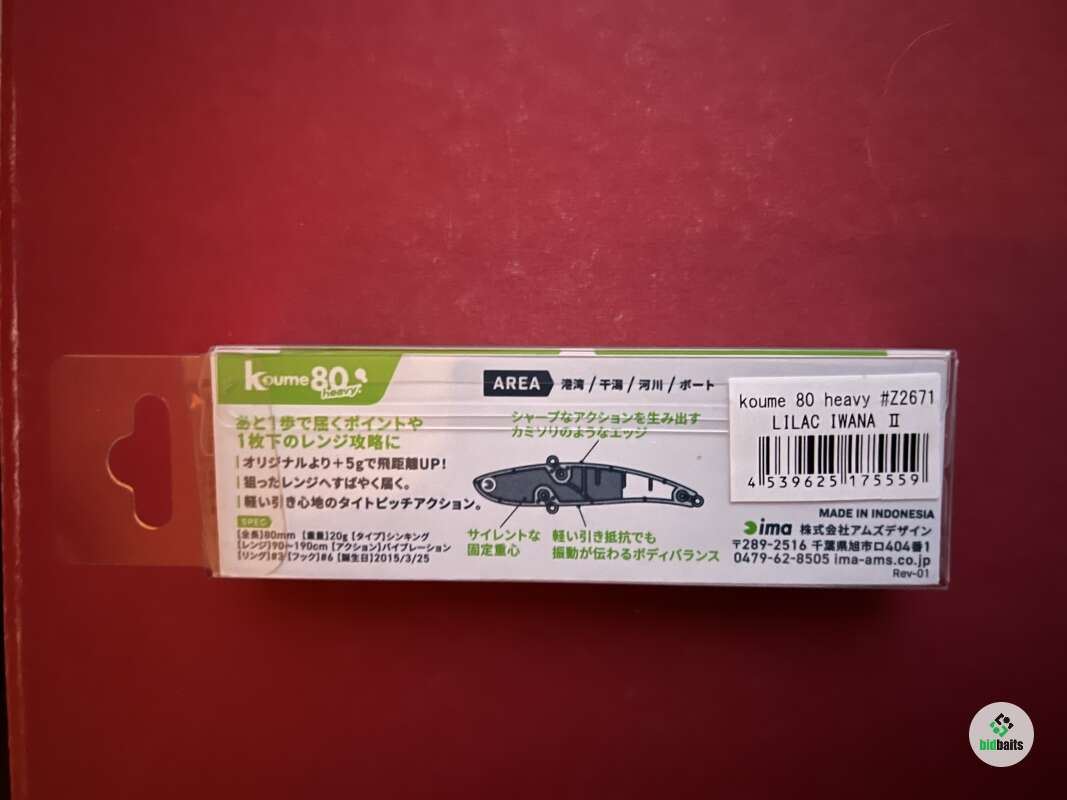 koume 80 heavy
AREA 港湾 / 干潟 / 河川 / ボート
あと1歩で届くポイントや
1枚下のレンジ攻略に
オリジナルより+5gで飛距離UP!
狙ったレンジへすばやく届く。
軽い引き心地のタイトピッチアクション。
SPEC
[全長]80mm [重量]20g [タイプ]シンキング
[レンジ]90~190cm [アクション]バイブレーション
[リング]#3 [フック]#6 [誕生日]2015/3/25
シャープなアクションを生み出す
カミソリのようなエッジ
サイレントな
固定重心
軽い引き抵抗でも
振動が伝わるボディバランス
koume 80 heavy #Z2671
LILAC IWANA Ⅱ
4 539625 175559
MADE IN INDONESIA
ima 株式会社アムズデザイン
〒289-2516 千葉県旭市ロ404番1
0479-62-8505 ima-ams.co.jp
Rev-01
bidbaits